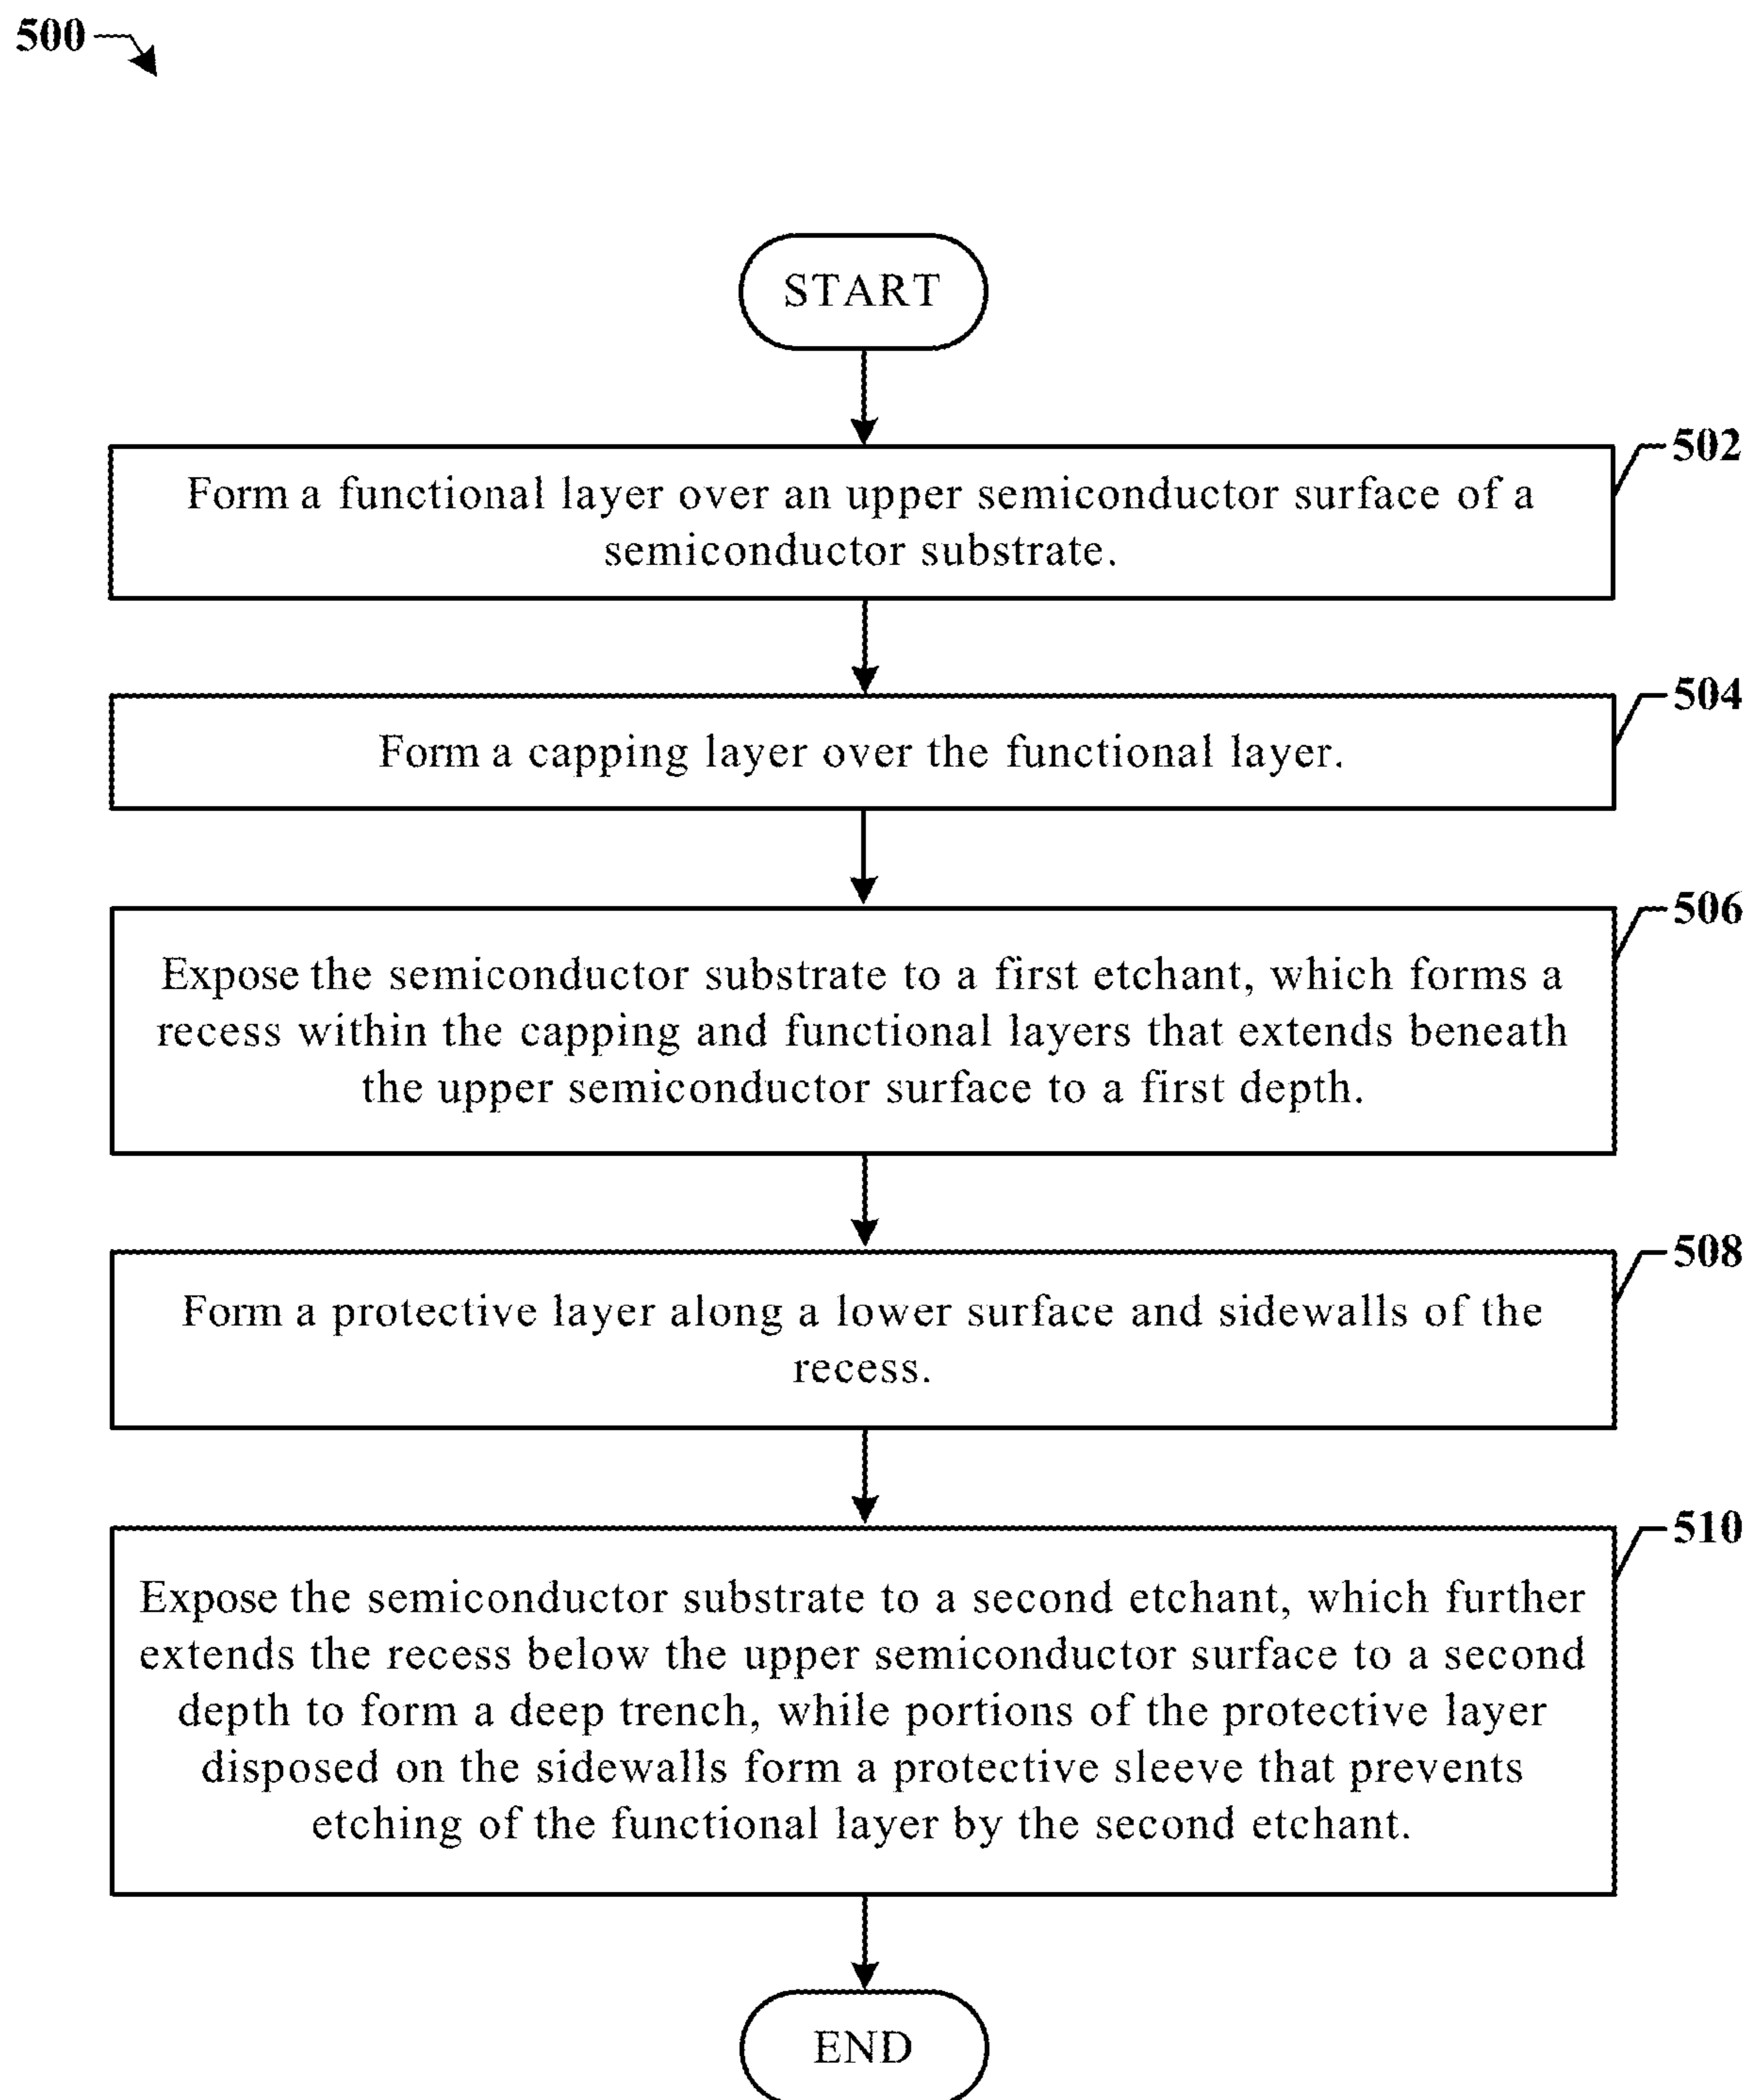 500
START
502
Form a functional layer over an upper semiconductor surface of a
semiconductor substrate.
504
Form a capping layer over the functional layer.
506
Expose the semiconductor substrate to a first etchant, which forms a
recess within the capping and functional layers that extends beneath
the upper semiconductor surface to a first depth.
508
Form a protective layer along a lower surface and sidewalls of the
recess.
510
Expose the semiconductor substrate to a second etchant, which further
extends the recess below the upper semiconductor surface to a second
depth to form a deep trench, while portions of the protective layer
disposed on the sidewalls form a protective sleeve that prevents
etching of the functional layer by the second etchant.
END